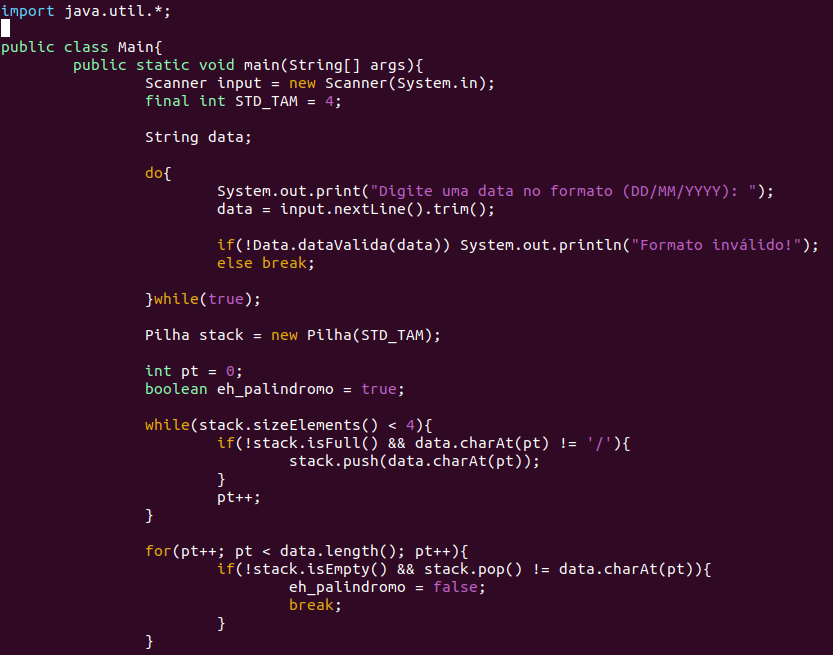 import java.util.*;
public class Main{
public static void main(String[] args){
Scanner input = new Scanner(System.in);
final int STD_TAM = 4;
String data;
do{
System.out.print("Digite uma data no formato (DD/MM/YYYY): ");
data = input.nextLine().trim();
if(!Data.dataValida(data)) System.out.println("Formato inválido!");
else break;
}while(true);
Pilha stack = new Pilha(STD_TAM);
int pt = 0;
boolean eh_palindromo = true;
while(stack.sizeElements() < 4){
if(!stack.isFull() && data.charAt(pt) != '/'){
stack.push(data.charAt(pt));
}
pt++;
}
for(pt++; pt < data.length(); pt++){
if(!stack.isEmpty() && stack.pop() != data.charAt(pt)){
eh_palindromo = false;
break;
}
}